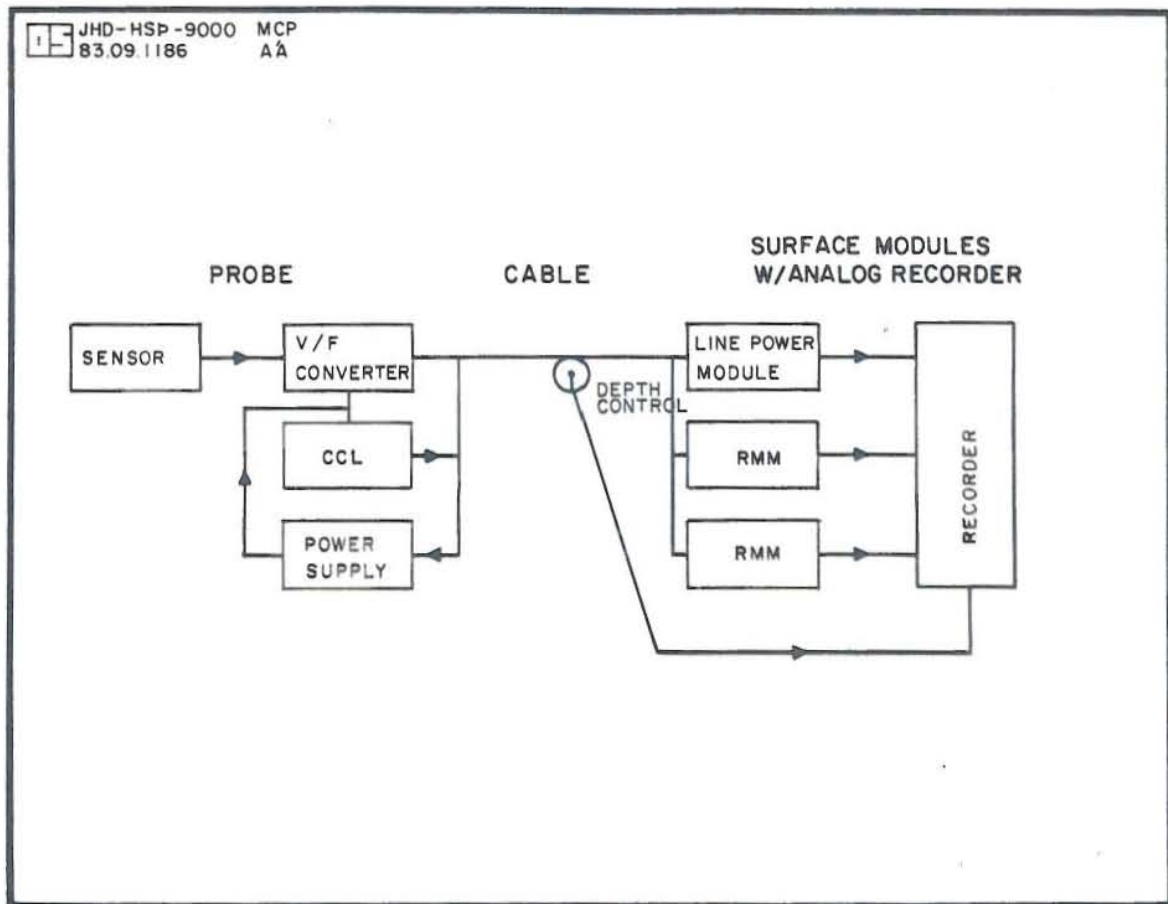 JHD-HSÞ-9000 MCP
83.09.1186 AÁ
SURFACE MODULES
W/ANALOG RECORDER
PROBE
CABLE
SENSOR
V/F
CONVERTER
LINE POWER
MODULE
DEPTH
CONTROL
CCL
RMM
POWER
SUPPLY
RMM
RECORDER